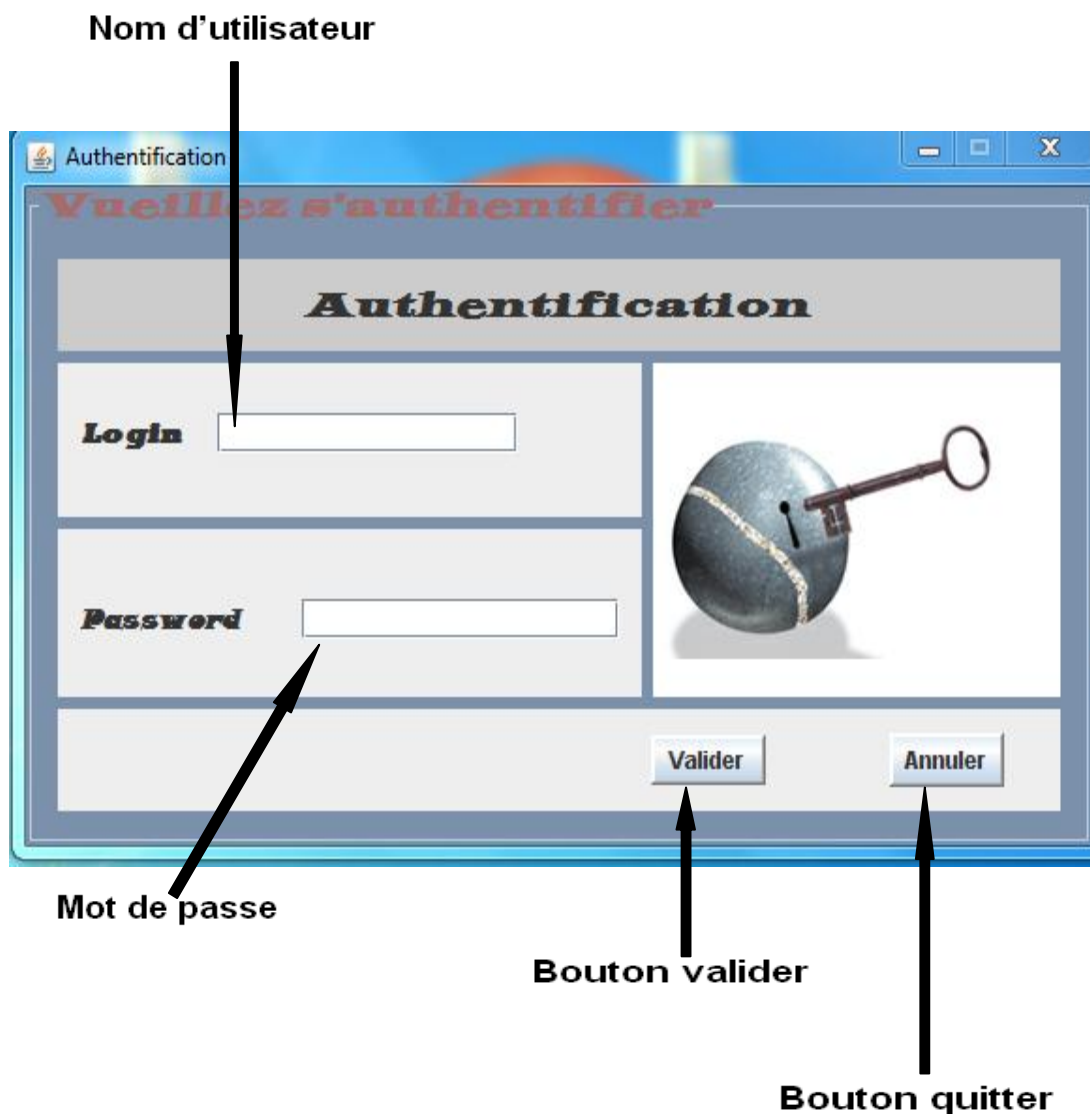 Nom d'utilisateur
Authentification
Vueillez s'authentifier
Authentification
Login
Password
Valider
Annuler
Mot de passe
Bouton valider
Bouton quitter